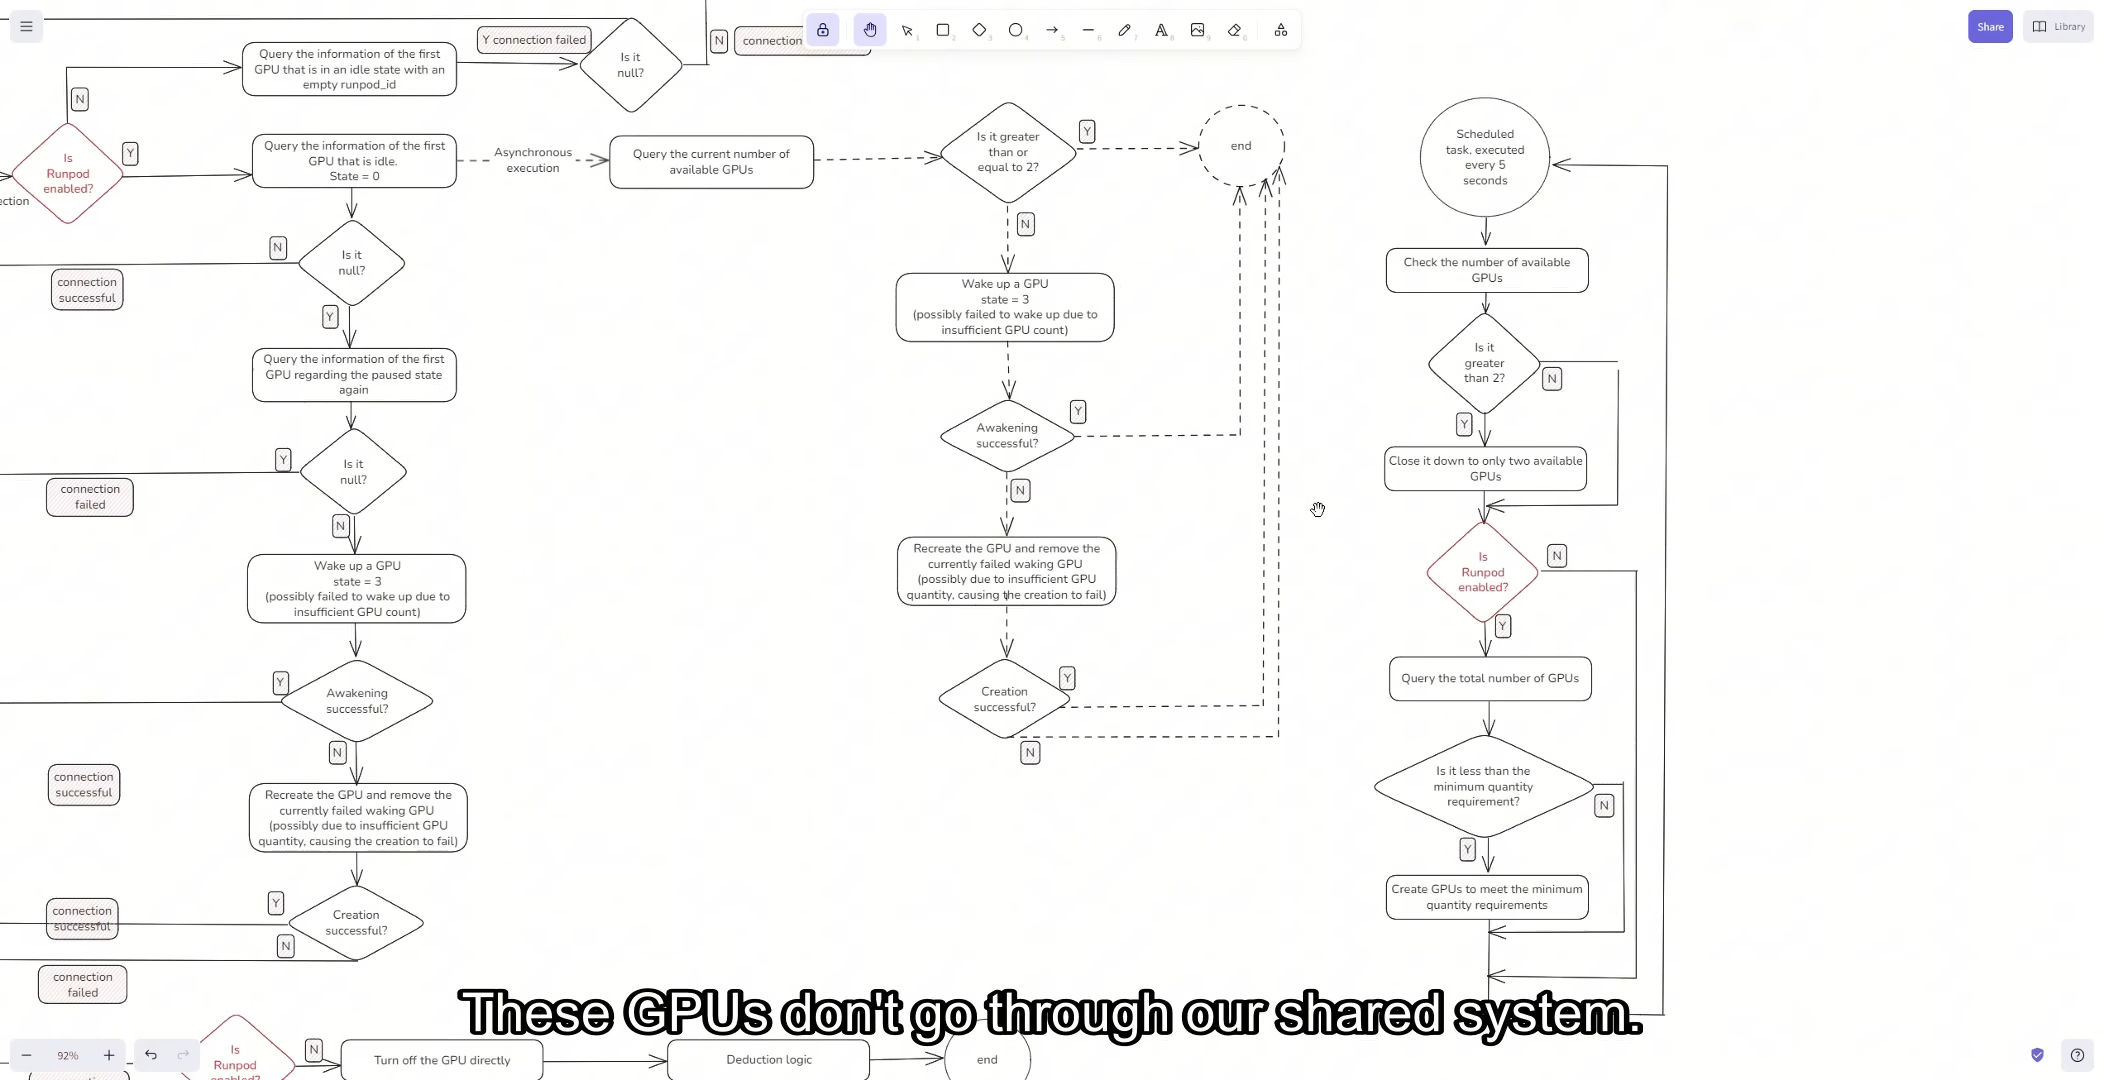 Y connection failed
N
connection
Share
Library
Query the information of the first
GPU that is in an idle state with an
empty runpod_id
Is it
null?
N
Is
Runpod
enabled?
Y
ection
Query the information of the first
GPU that is idle.
State = 0
Asynchronous
execution
Query the current number of
available GPUs
Is it greater
than or
equal to 2?
Y
end
N
N
Is it
null?
connection
successful
Y
Query the information of the first
GPU regarding the paused state
again
Y
Is it
null?
connection
failed
N
Wake up a GPU
state = 3
(possibly failed to wake up due to
insufficient GPU count)
Y
Awakening
successful?
N
connection
successful
Recreate the GPU and remove the
currently failed waking GPU
(possibly due to insufficient GPU
quantity, causing the creation to fail)
Y
connection
successful
Creation
successful?
N
connection
failed
Wake up a GPU
state = 3
(possibly failed to wake up due to
insufficient GPU count)
Awakening
successful?
Y
N
Recreate the GPU and remove the
currently failed waking GPU
(possibly due to insufficient GPU
quantity, causing the creation to fail)
Creation
successful?
Y
N
Scheduled
task, executed
every 5
seconds
Check the number of available
GPUs
Is it
greater
than 2?
N
Y
Close it down to only two available
GPUs
Is
Runpod
enabled?
N
Y
Query the total number of GPUs
Is it less than the
minimum quantity
requirement?
N
Y
Create GPUs to meet the minimum
quantity requirements
These GPUs don't go through our shared system.
92%
Is
Runpod
enabled?
N
Turn off the GPU directly
Deduction logic
end